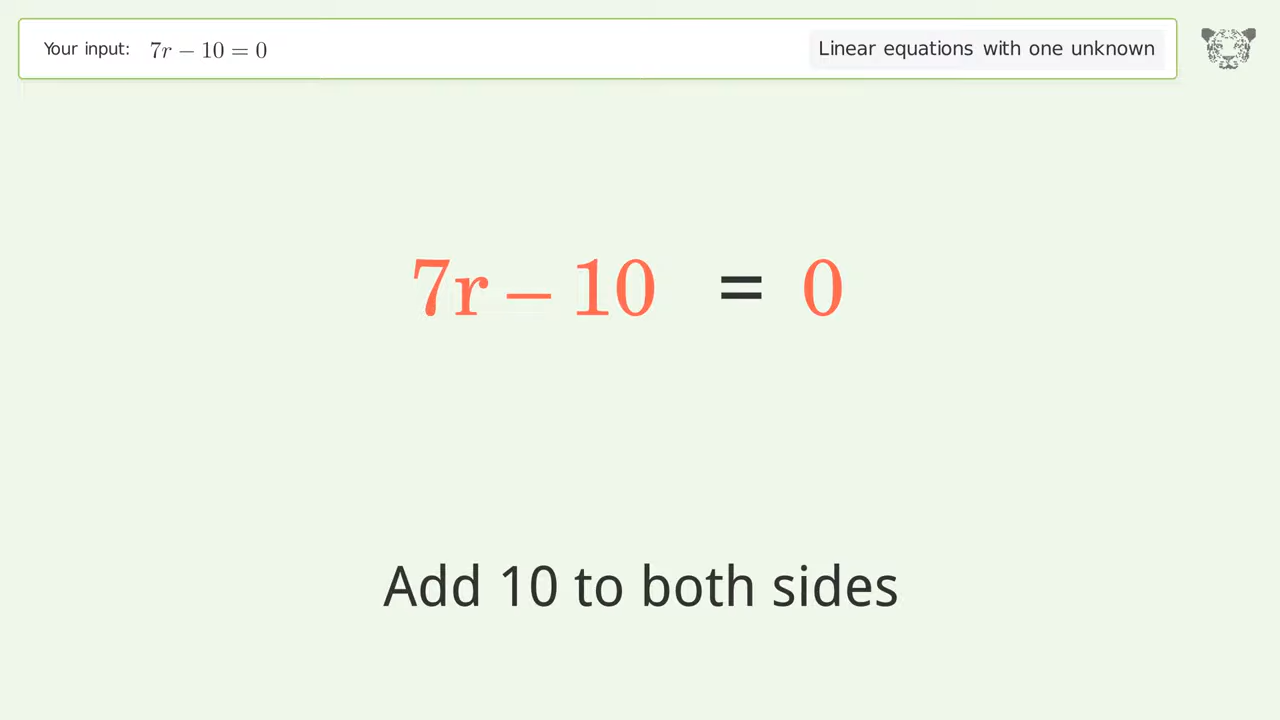 Your input: 7r − 10 = 0 Linear equations with one unknown
7r – 10 = 0
Add 10 to both sides